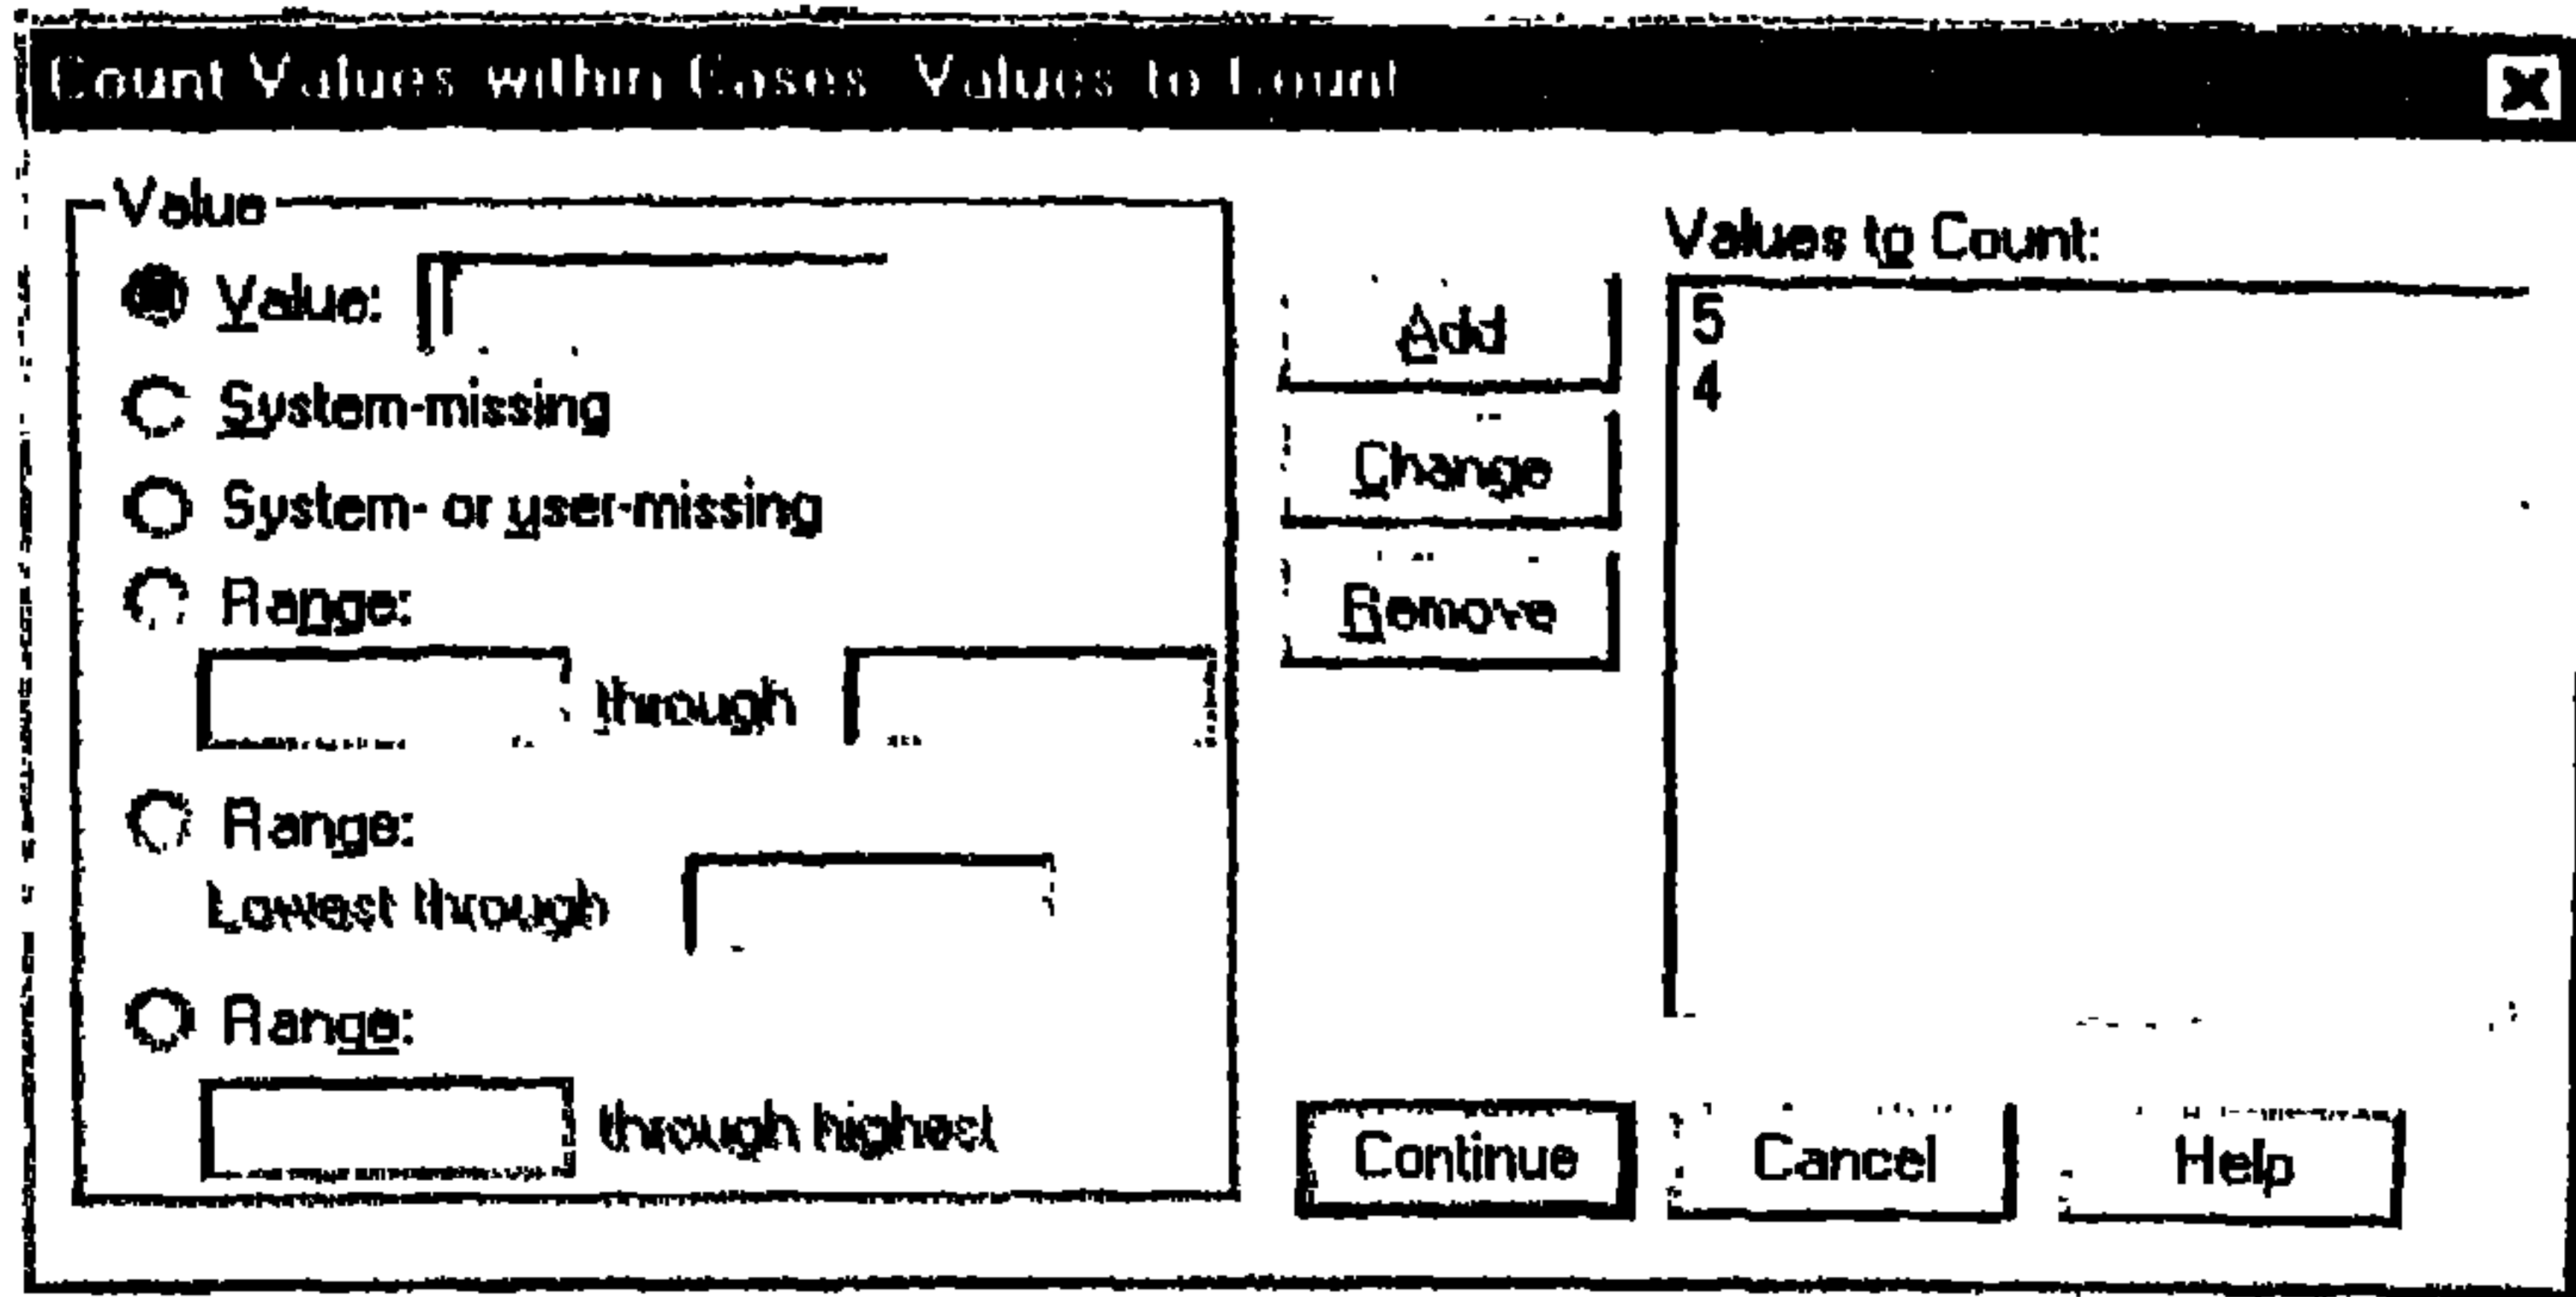 Count Values within Cases Values to Count
Value
Value:
System-missing
System- or user-missing
Range:
through
Range:
Lowest through
Range:
through highest
Add
Change
Remove
Values to Count:
5
4
Continue
Cancel
Help